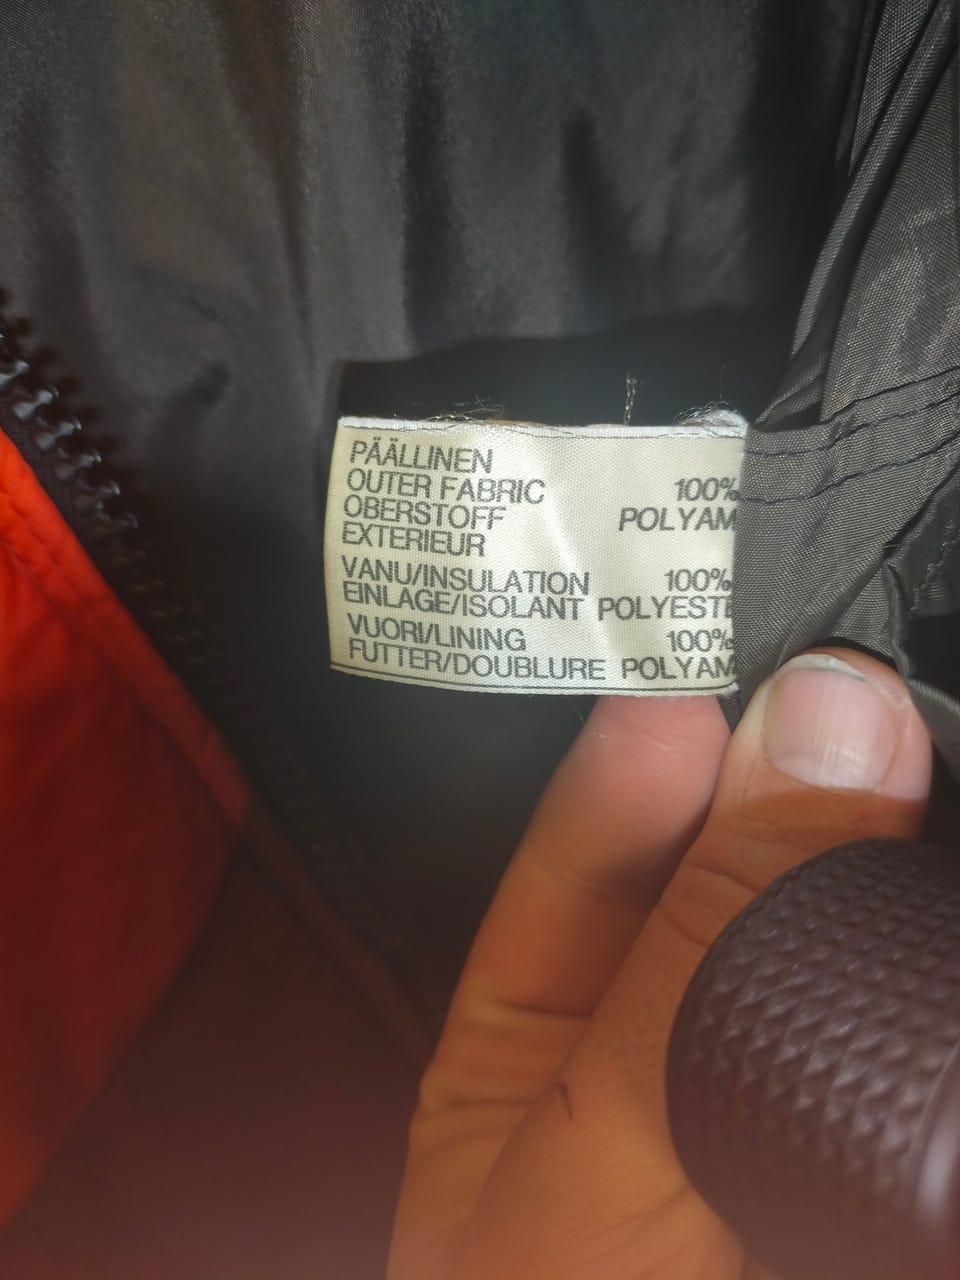 PÄÄLLINEN
OUTER FABRIC 100%
OBERSTOFF POLYAM
EXTERIEUR
VANU/INSULATION 100%
EINLAGE/ISOLANT POLYESTE
VUORI/LINING 100%
FUTTER/DOUBLURE POLYAM